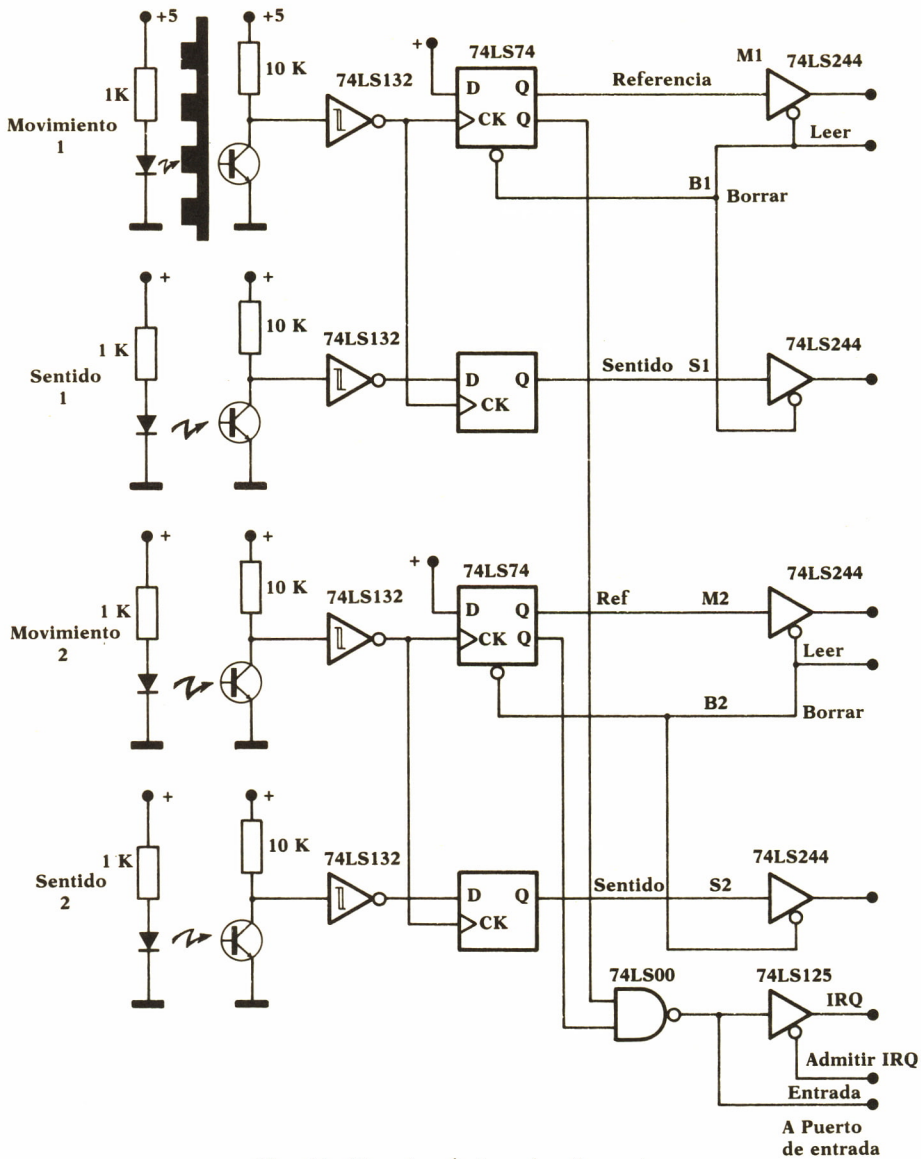 +5
10 K
1K
Movimiento
1
74LS132
+
74LS74
D
Q
CK
Q
Referencia
M1
74LS244
Leer
B1
Borrar
+
+
10 K
1 K
Sentido
1
74LS132
D
Q
CK
Sentido
S1
74LS244
+
+
10 K
1 K
Movimiento
2
74LS132
+
74LS74
D
Q
CK
Q
Ref
M2
74LS244
Leer
B2
Borrar
+
+
10 K
1 K
Sentido
2
74LS132
D
Q
CK
Sentido
S2
74LS244
74LS00
74LS125
IRQ
Admitir IRQ
Entrada
A Puerto
de entrada